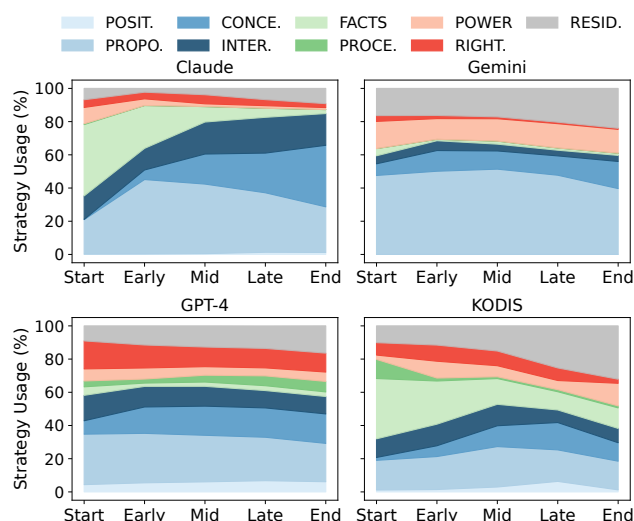 POSIT. CONCE. FACTS POWER RESID.
PROPO. INTER. PROCE. RIGHT.
Claude Gemini
Strategy Usage (%)
100
80
60
40
20
0
Start Early Mid Late End Start Early Mid Late End
GPT-4 KODIS
Strategy Usage (%)
100
80
60
40
20
0
Start Early Mid Late End Start Early Mid Late End